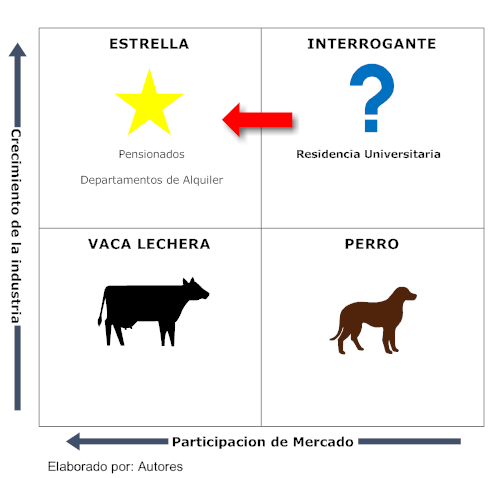 ESTRELLA
INTERROGANTE
?
Pensionados
Departamentos de Alquiler
Residencia Universitaria
VACA LECHERA
PERRO
Crecimiento de la industria
Participacion de Mercado
Elaborado por: Autores